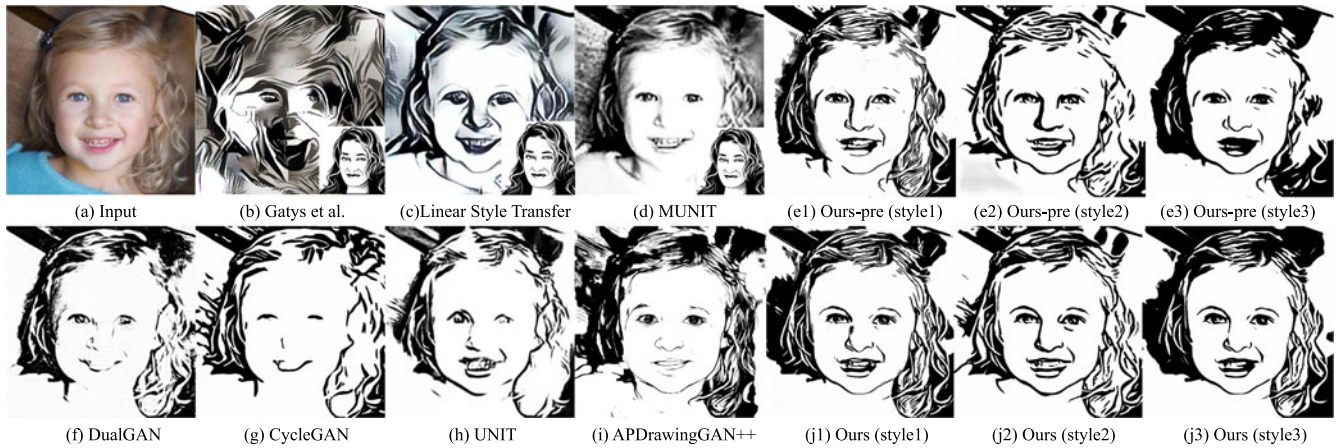 (a) Input
(b) Gatys et al.
(c)Linear Style Transfer
(d) MUNIT
(e1) Ours-pre (style1)
(e2) Ours-pre (style2)
(e3) Ours-pre (style3)
(f) DualGAN
(g) CycleGAN
(h) UNIT
(i) APDrawingGAN++
(j1) Ours (style1)
(j2) Ours (style2)
(j3) Ours (style3)